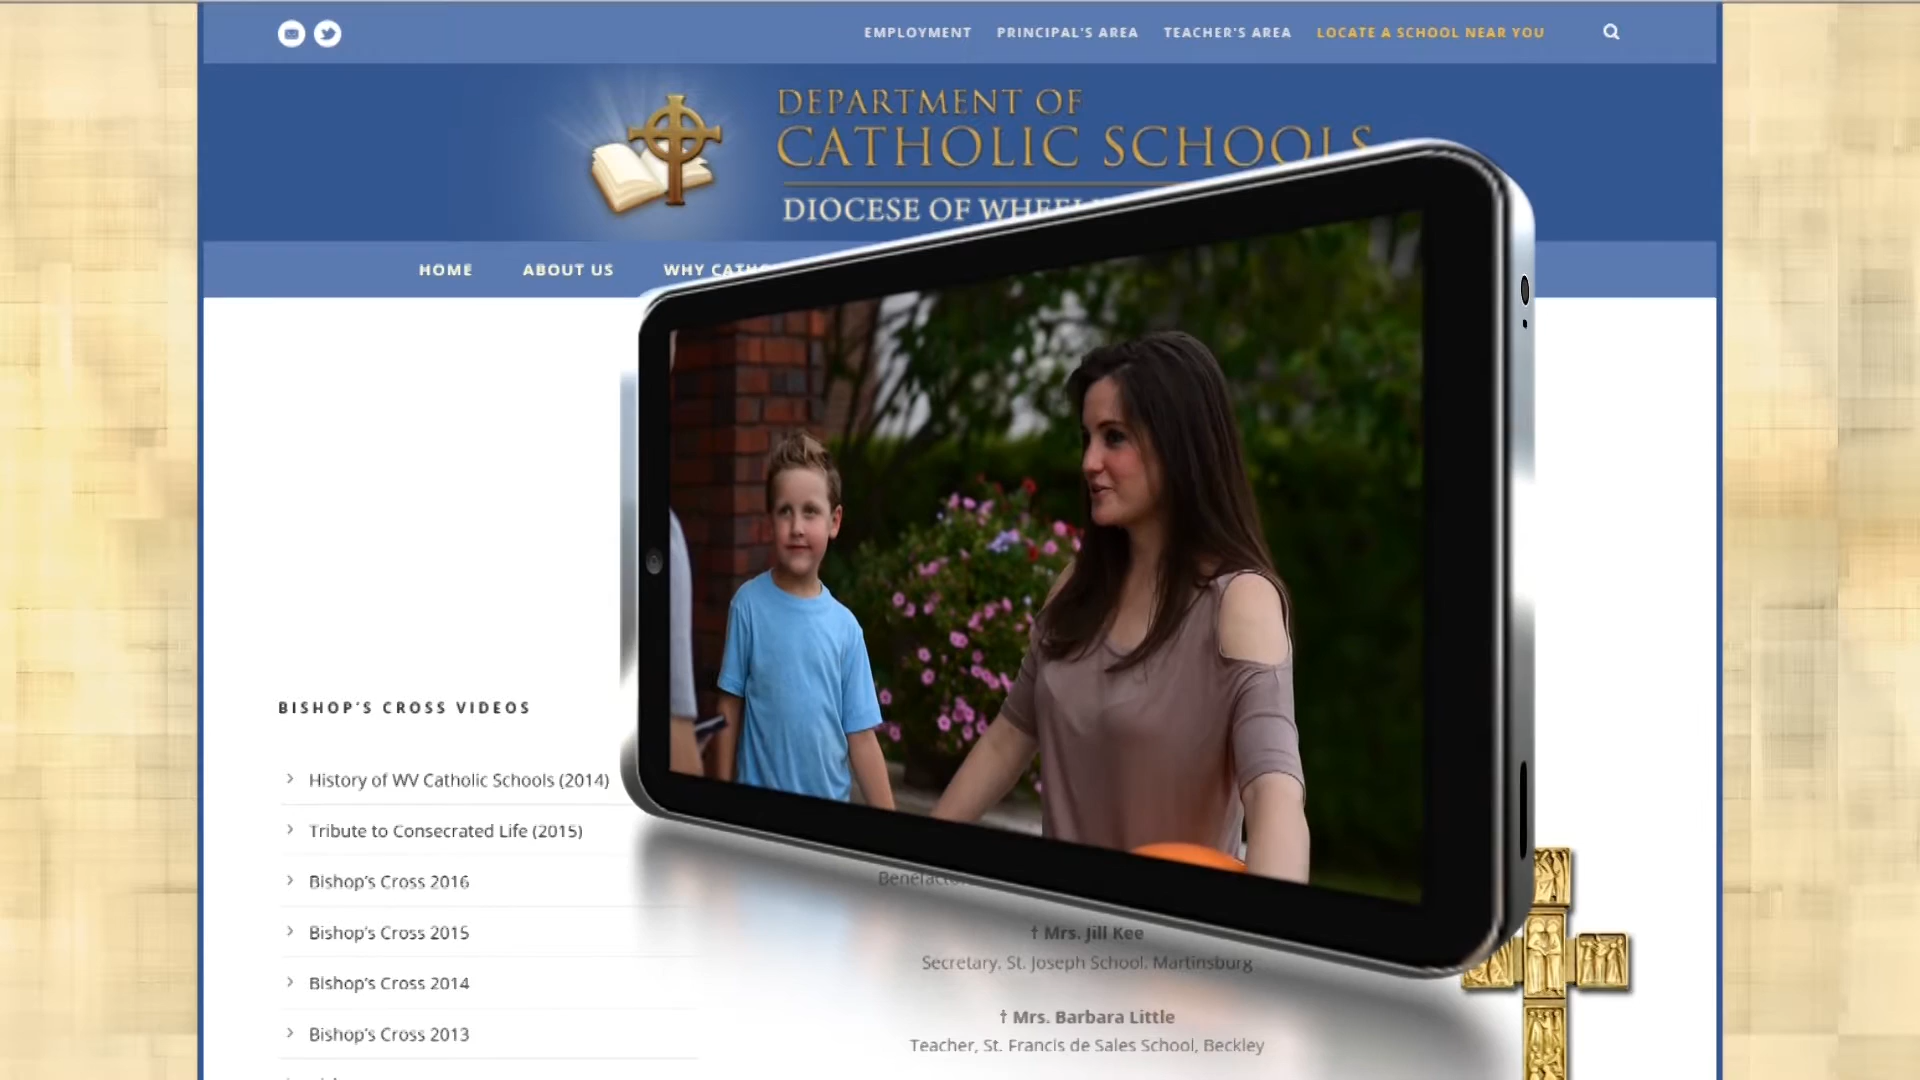 EMPLOYMENT PRINCIPAL'S AREA TEACHER'S AREA LOCATE A SCHOOL NEAR YOU
DEPARTMENT OF
CATHOLIC SCHOOLS
DIOCESE OF
HOME ABOUT US WHY
BISHOP'S CROSS VIDEOS
History of WV Catholic Schools (2014)
Tribute to Consecrated Life (2015)
Bishop's Cross 2016
Bishop's Cross 2015
Bishop's Cross 2014
Bishop's Cross 2013
† Mrs. Jill Kee
Secretary, St. Joseph School, Martinsburg
† Mrs. Barbara Little
Teacher, St. Francis de Sales School, Beckley